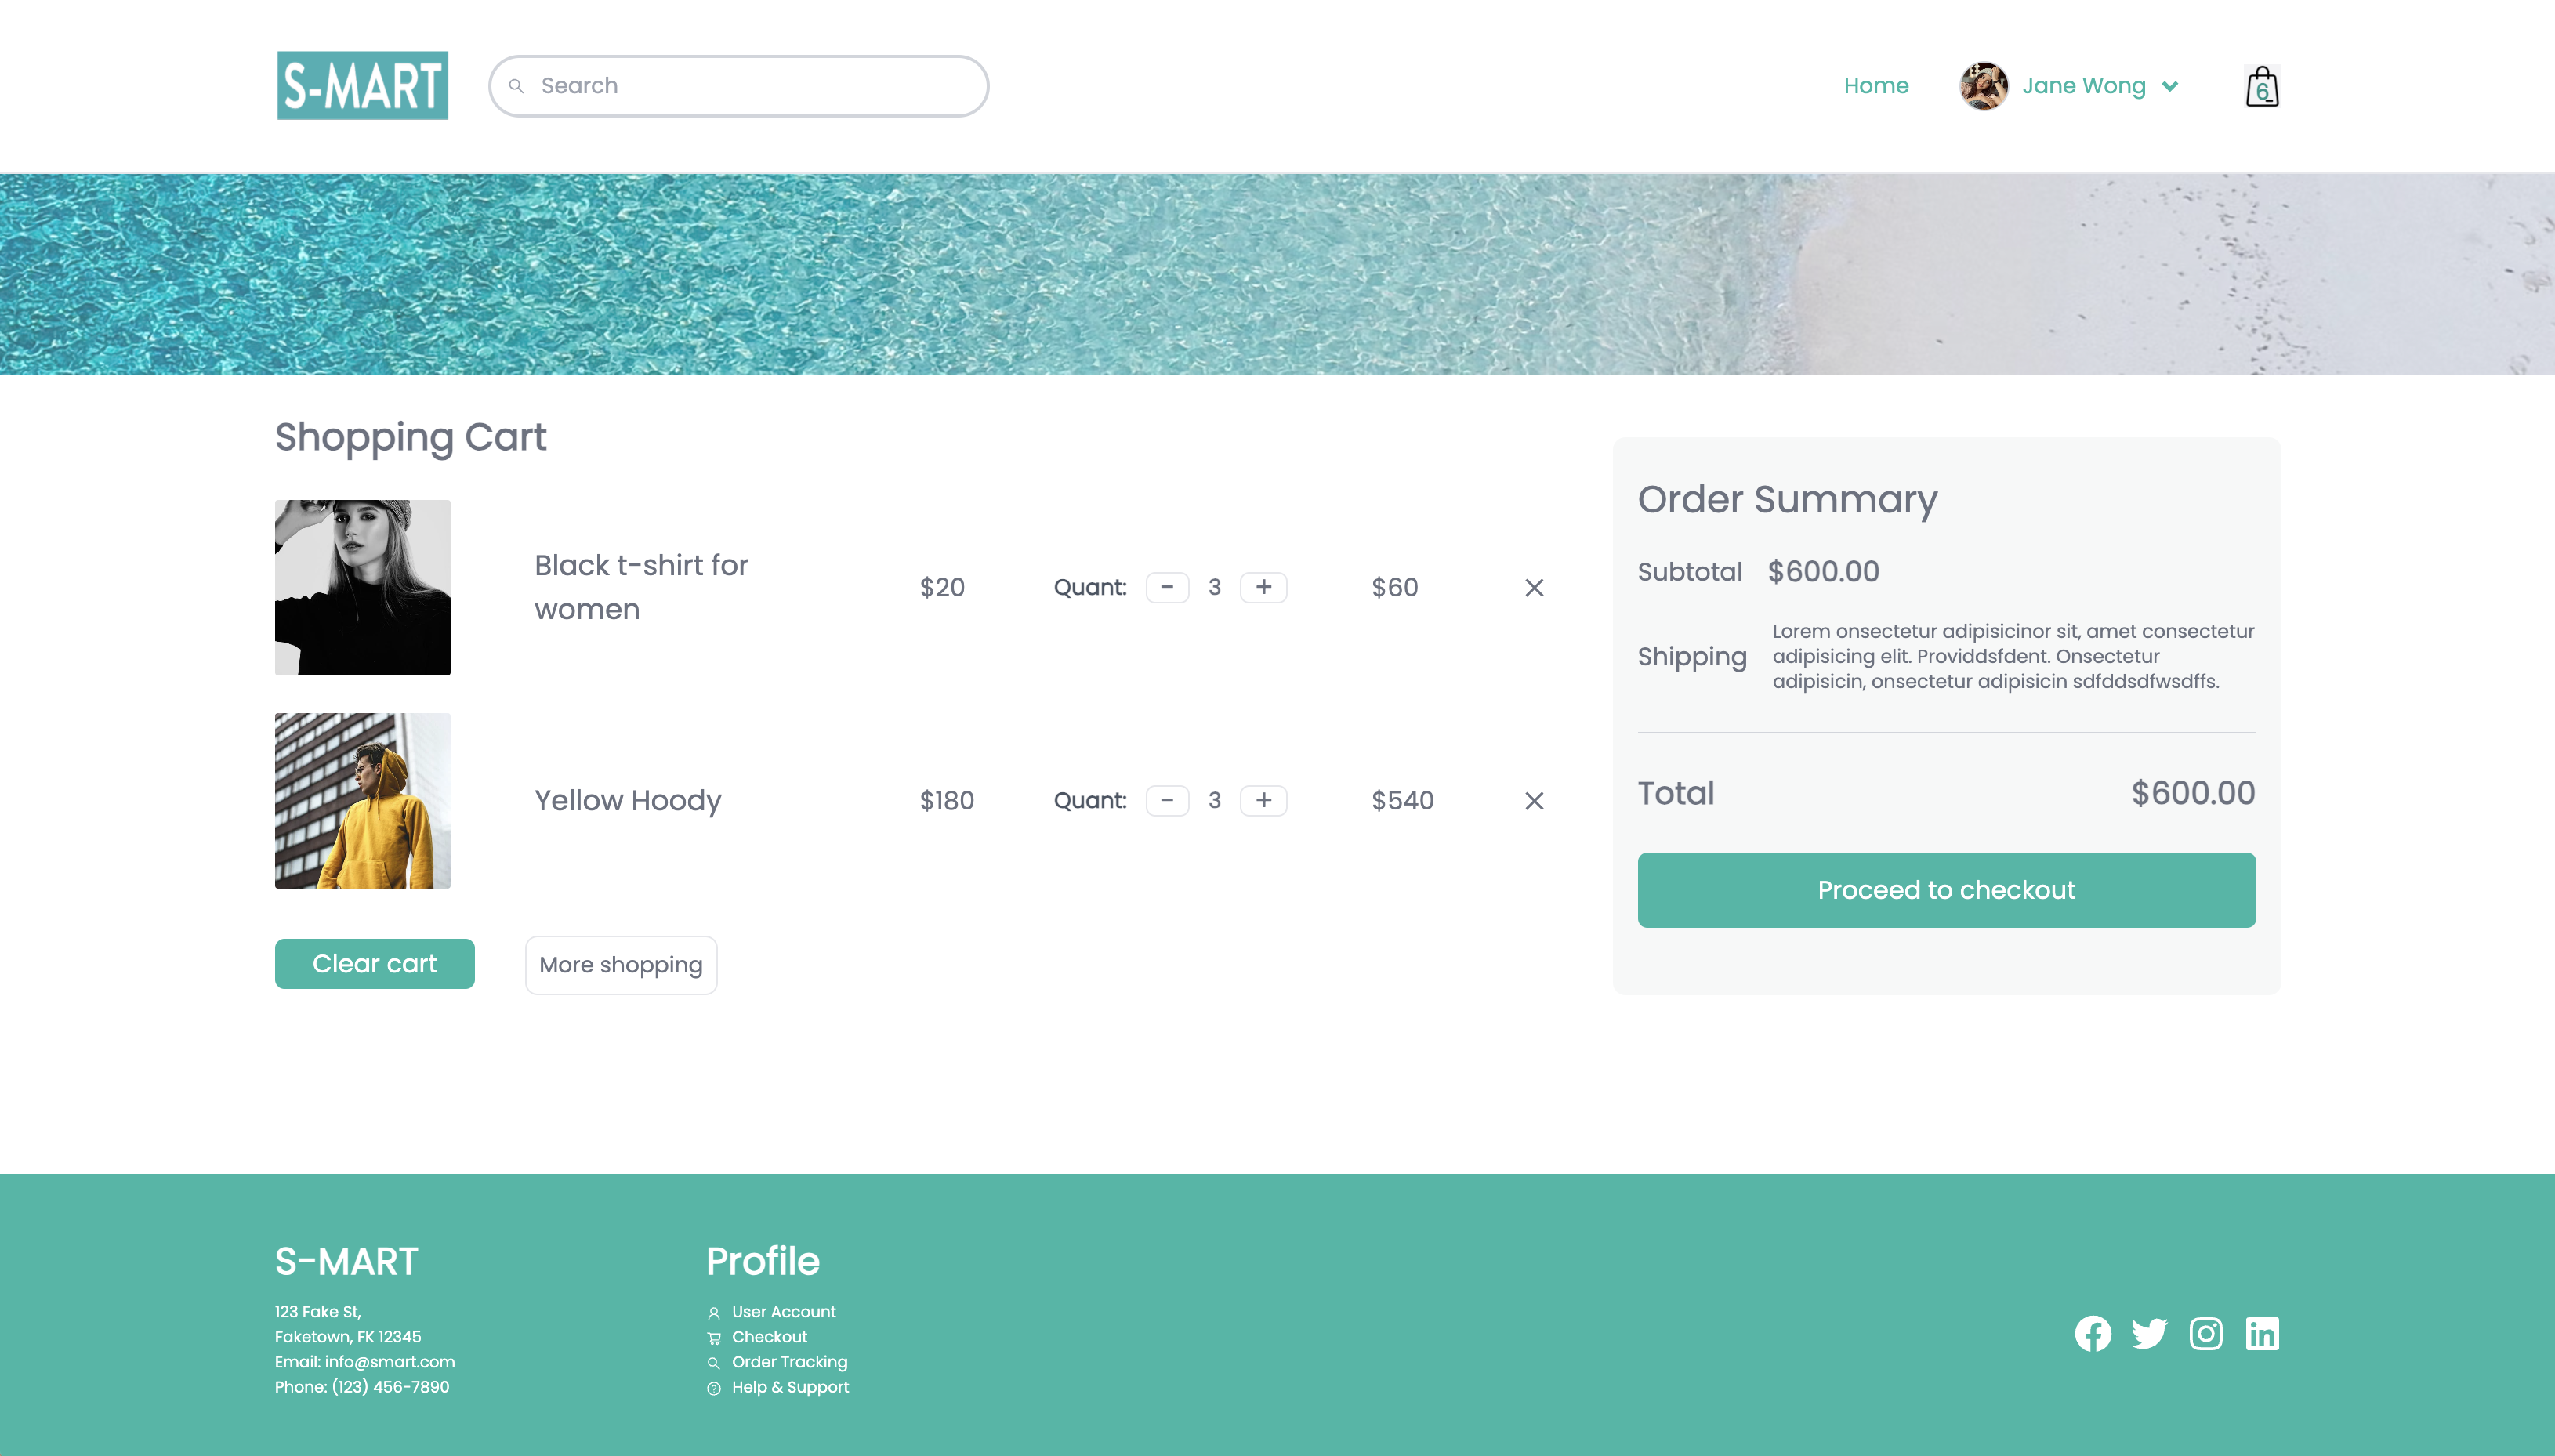 S-MART
Search
Home
Jane Wong
6
Shopping Cart
Black t-shirt for
women
$20
Quant:
-
3
+
$60
Yellow Hoody
$180
Quant:
-
3
+
$540
Clear cart
More shopping
Order Summary
Subtotal $600.00
Shipping
Lorem onsectetur adipisicinor sit, amet consectetur
adipisicing elit. Providdsfdent. Onsectetur
adipisicin, onsectetur adipisicin sdfddsdfwsdffs.
Total $600.00
Proceed to checkout
S-MART
123 Fake St,
Faketown, FK 12345
Email: info@smart.com
Phone: (123) 456-7890
Profile
User Account
Checkout
Order Tracking
Help & Support